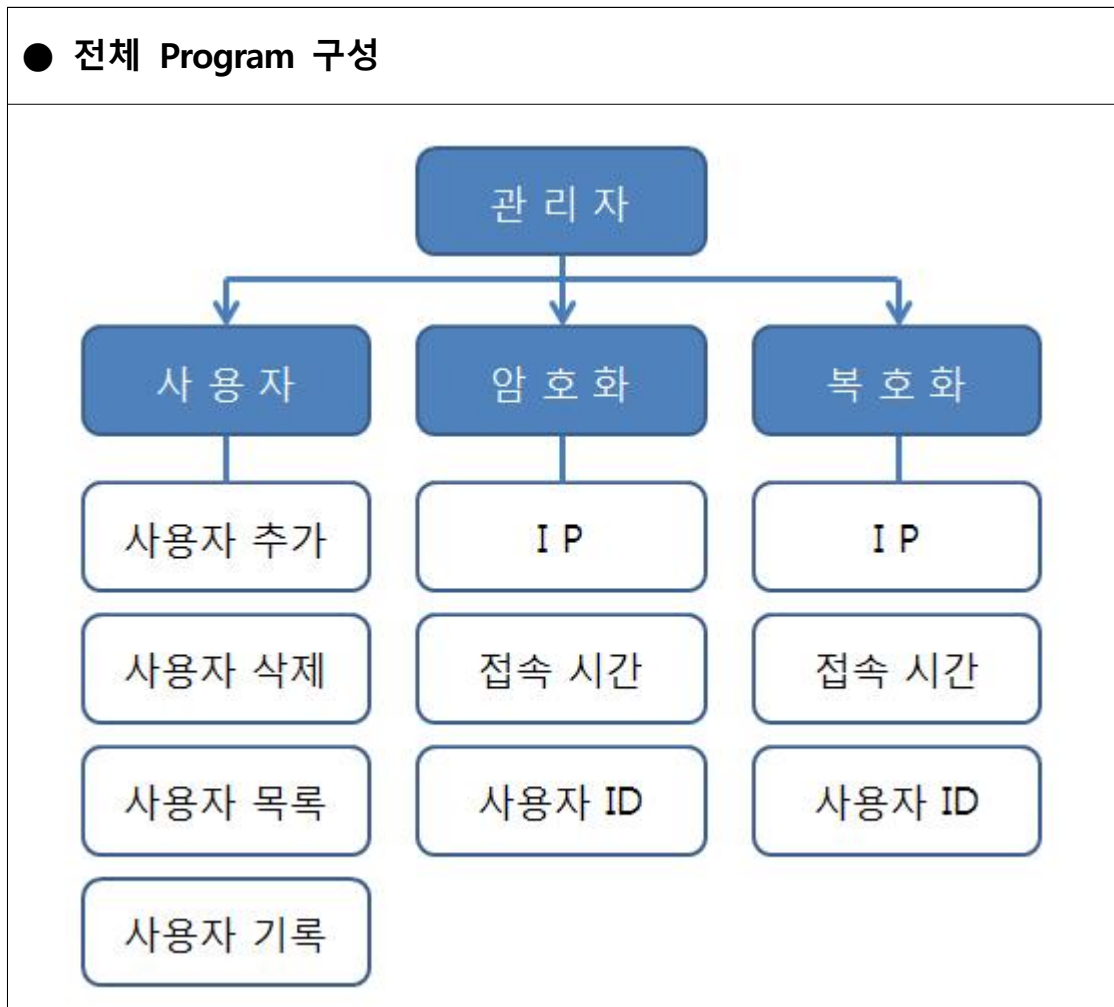 ● 전체 Program 구성
관 리 자
사 용 자
암 호 화
복 호 화
사용자 추가
I P
I P
사용자 삭제
접속 시간
접속 시간
사용자 목록
사용자 ID
사용자 ID
사용자 기록